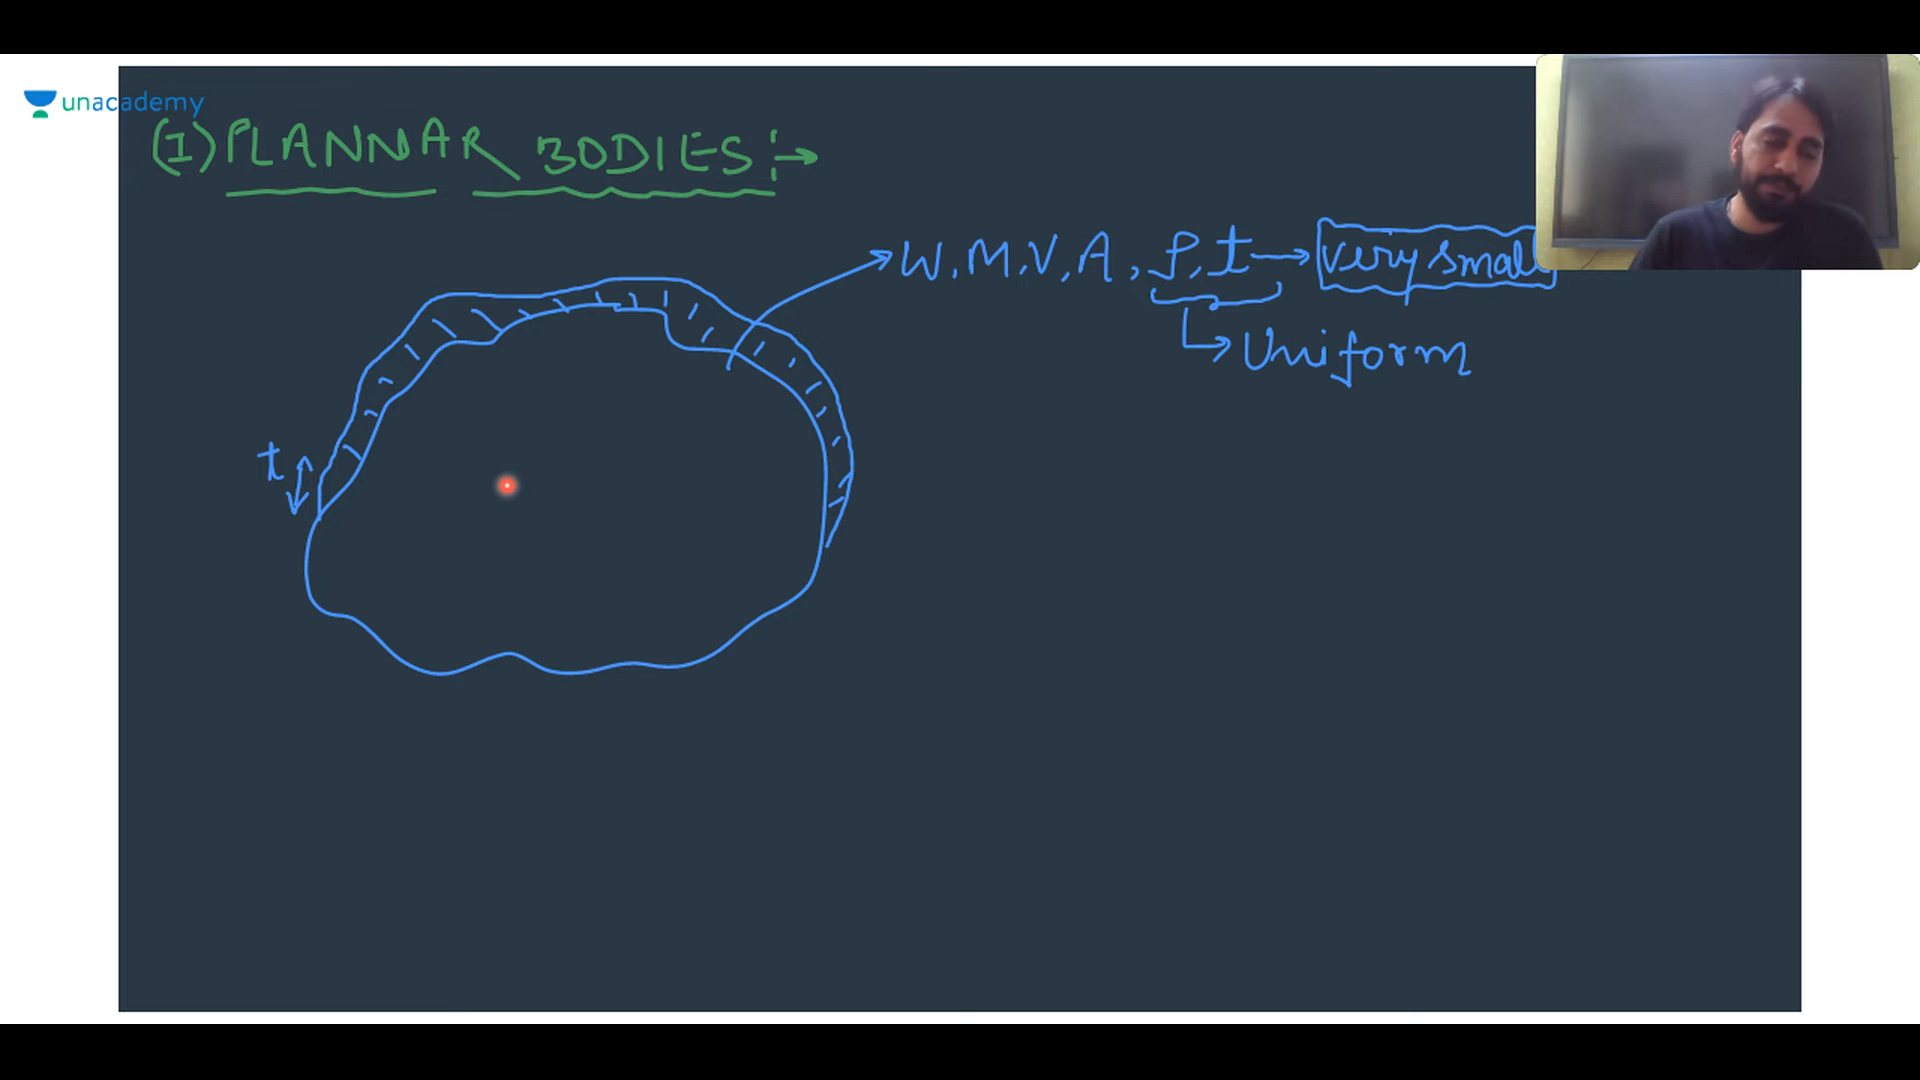 unacademy
(1) PLANNAR BODIES :→
→ W, M, V, A, ρ, t → very small
↳ Uniform
t